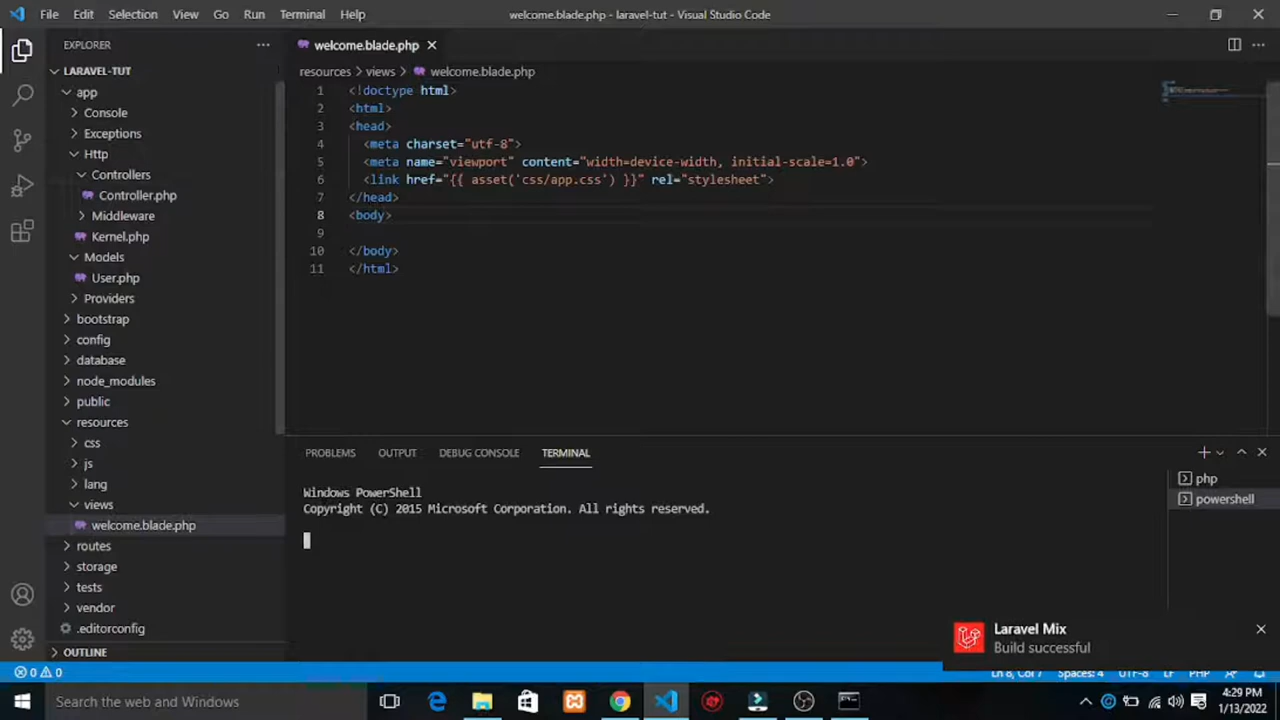 File Edit Selection View Go Run Terminal Help
welcome.blade.php - laravel-tut - Visual Studio Code
EXPLORER
LARAVEL-TUT
app
Console
Exceptions
Http
Controllers
Controller.php
Middleware
Kernel.php
Models
User.php
Providers
bootstrap
config
database
node_modules
public
resources
css
js
lang
views
welcome.blade.php
routes
storage
tests
vendor
.editorconfig
OUTLINE
welcome.blade.php
resources > views > welcome.blade.php
1 <!doctype html>
2 <html>
3 <head>
4 <meta charset="utf-8">
5 <meta name="viewport" content="width=device-width, initial-scale=1.0">
6 <link href="{{ asset('css/app.css') }}" rel="stylesheet">
7 </head>
8 <body>
9
10 </body>
11 </html>
PROBLEMS OUTPUT DEBUG CONSOLE TERMINAL
Windows PowerShell
Copyright (C) 2015 Microsoft Corporation. All rights reserved.
php
powershell
Laravel Mix
Build successful
0 0
Ln 8, Col 7 Spaces: 4 UTF-8 LF PHP
Search the web and Windows
4:29 PM
1/13/2022